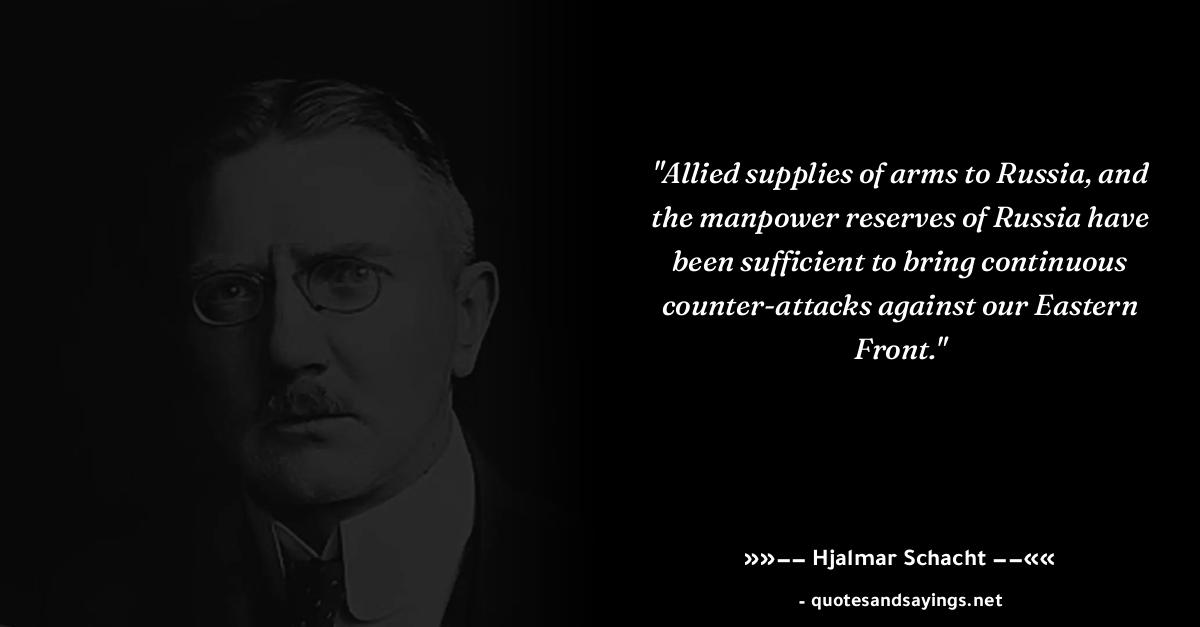 "Allied supplies of arms to Russia, and
the manpower reserves of Russia have
been sufficient to bring continuous
counter-attacks against our Eastern
Front."
»»−− Hjalmar Schacht −−««
- quotesandsayings.net